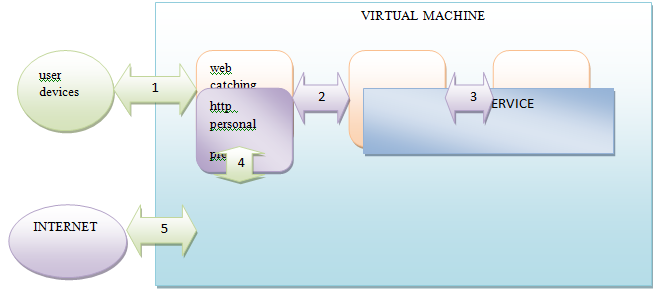 VIRTUAL MACHINE
user
devices
1
web
catching
http
personal
2
3
ERVICE
4
INTERNET
5